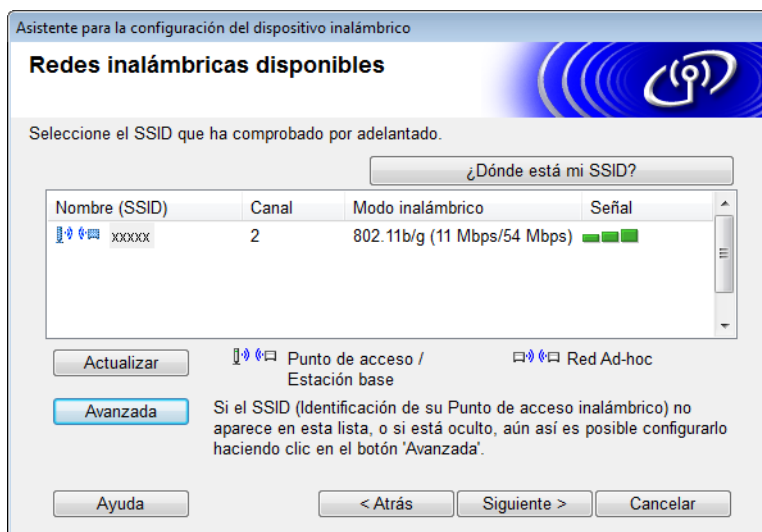 Asistente para la configuración del dispositivo inalámbrico
Redes inalámbricas disponibles
Seleccione el SSID que ha comprobado por adelantado.
¿Dónde está mi SSID?
Nombre (SSID) Canal Modo inalámbrico Señal
xxxxx 2 802.11b/g (11 Mbps/54 Mbps)
Actualizar
Punto de acceso /
Estación base
Red Ad-hoc
Avanzada
Si el SSID (Identificación de su Punto de acceso inalámbrico) no
aparece en esta lista, o si está oculto, aún así es posible configurarlo
haciendo clic en el botón 'Avanzada'.
Ayuda < Atrás Siguiente > Cancelar